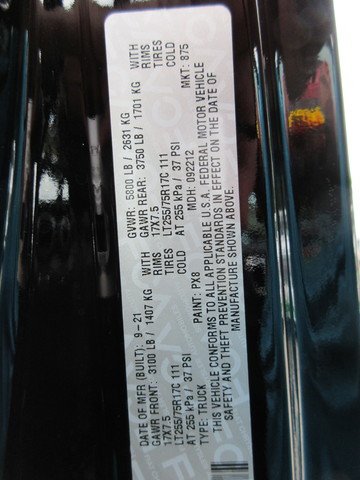 DATE OF MFR (BUILT): 9-21 GVWR: 5800 LB / 2631 KG
GAWR FRONT: 3100 LB / 1407 KG WITH GAWR REAR: 3750 LB / 1701 KG WITH
17X7.5 RIMS 17X7.5 RIMS
LT255/75R17C 111 TIRES LT255/75R17C 111 TIRES
AT 255 kPa / 37 PSI COLD AT 255 kPa / 37 PSI COLD
TYPE: TRUCK PAINT: PX8 MDH: 092212 MKT: 875
THIS VEHICLE CONFORMS TO ALL APPLICABLE U.S.A. FEDERAL MOTOR VEHICLE
SAFETY AND THEFT PREVENTION STANDARDS IN EFFECT ON THE DATE OF
MANUFACTURE SHOWN ABOVE.